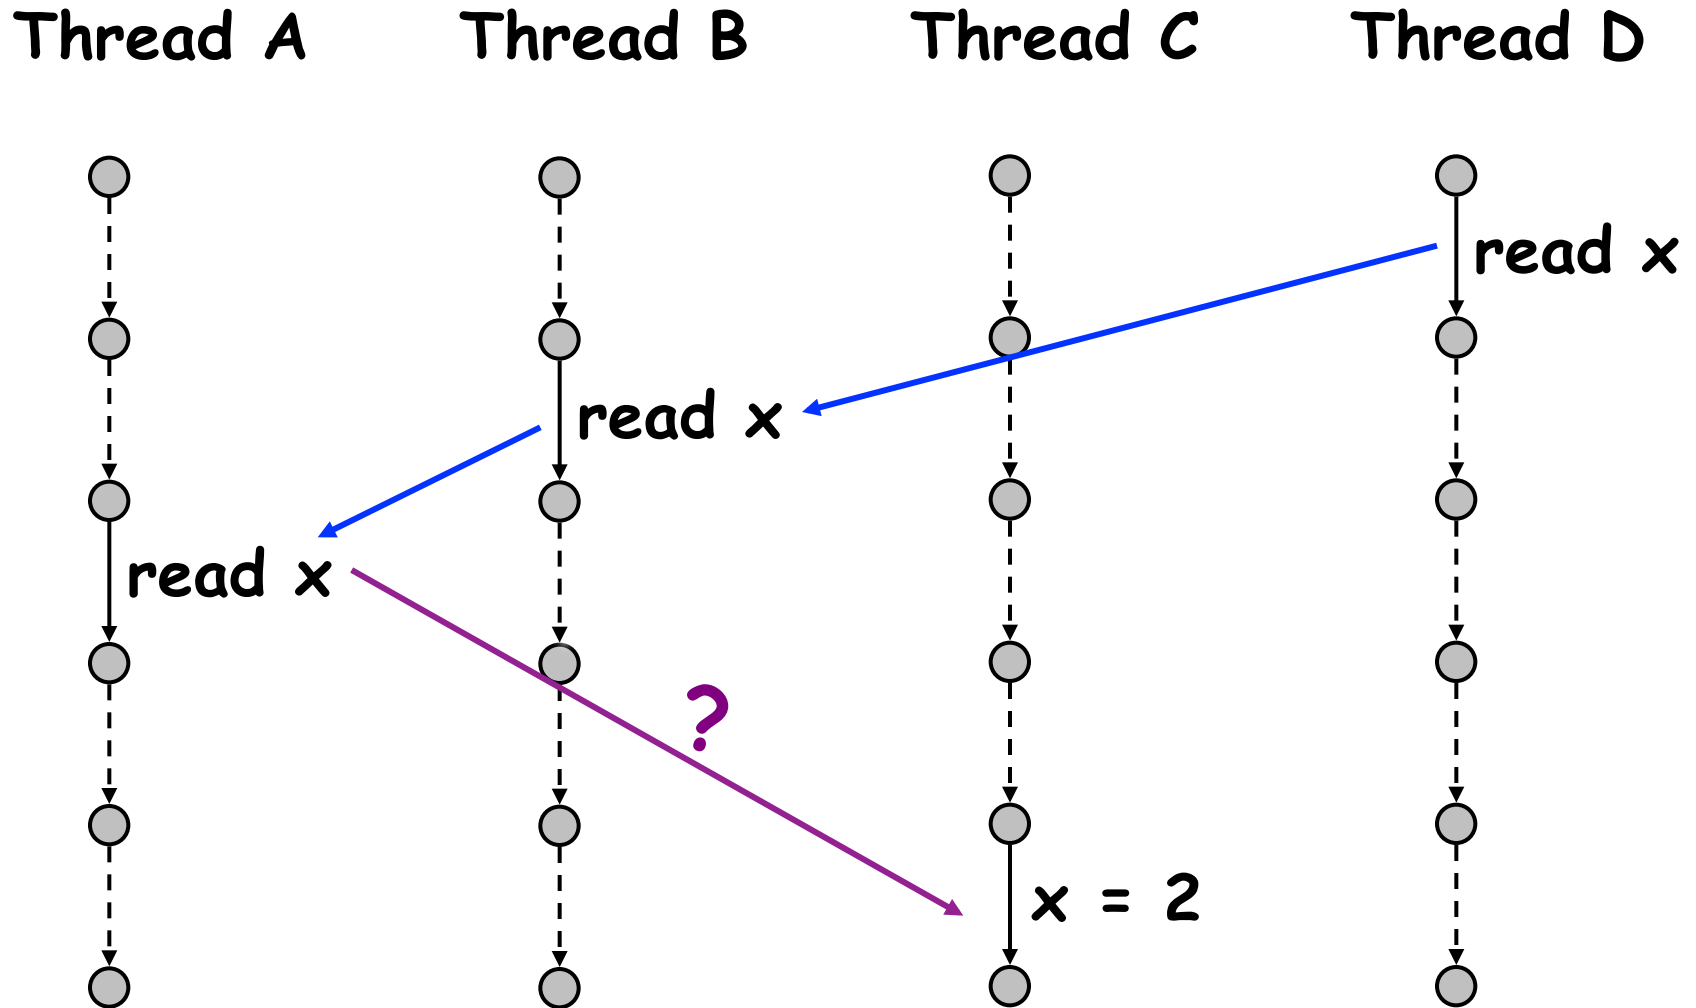 Thread A
Thread B
Thread C
Thread D
read x
read x
read x
?
x = 2